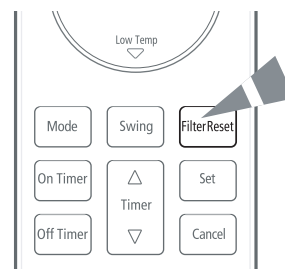 Low Temp
Mode
Swing
FilterReset
On Timer
Timer
Set
Off Timer
Cancel